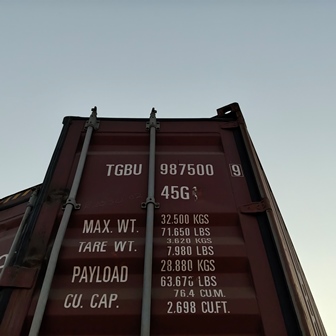 TGBU 987500 9
45G1
MAX. WT. 32.500 KGS
71.650 LBS
TARE WT. 3.620 KGS
7.980 LBS
PAYLOAD 28.880 KGS
63.670 LBS
CU. CAP. 76.4 CU.M.
2.698 CU.FT.